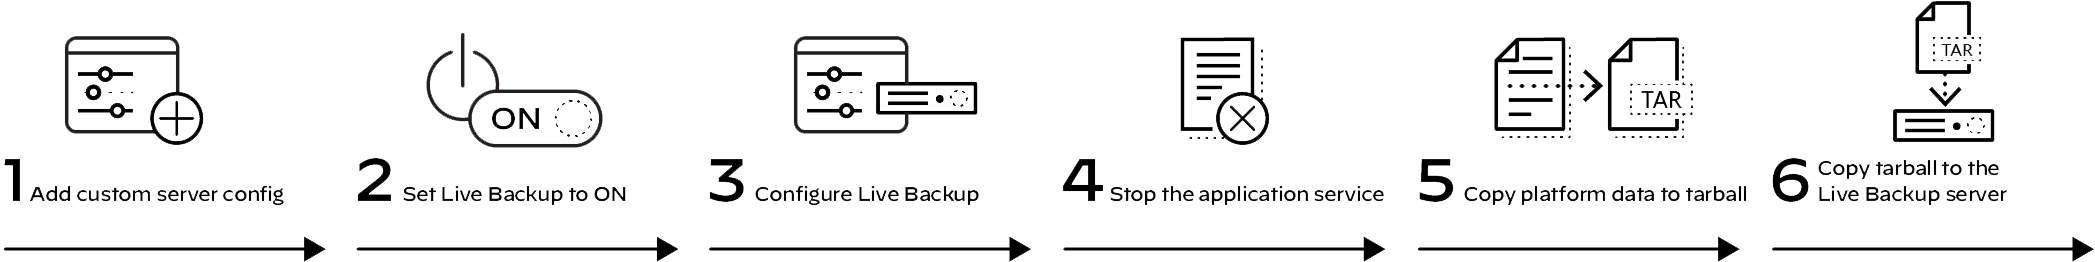 ON
TAR
TAR
1 Add custom server config
2 Set Live Backup to ON
3 Configure Live Backup
4 Stop the application service
5 Copy platform data to tarball
6 Copy tarball to the
Live Backup server